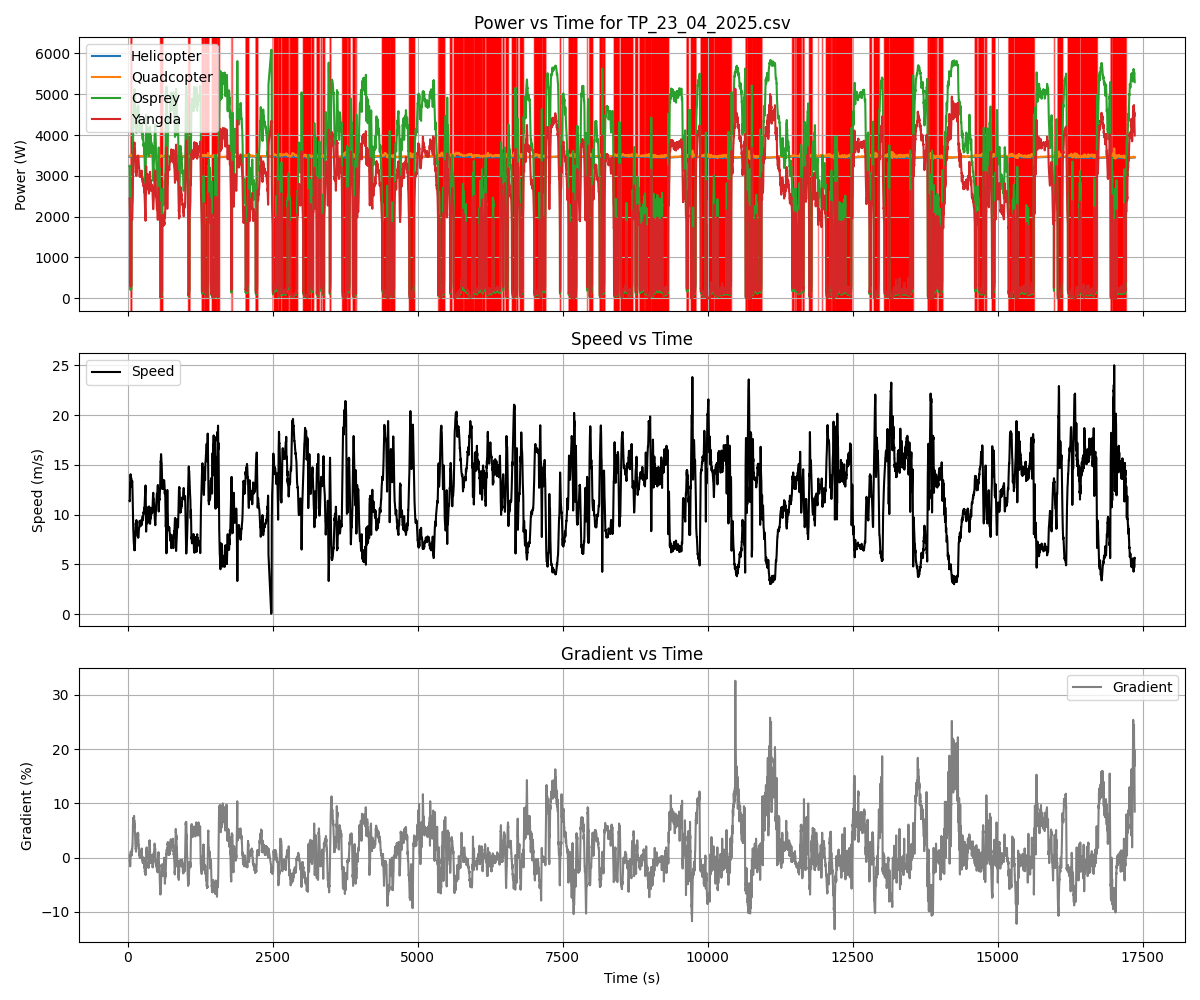 Power vs Time for TP_23_04_2025.csv
Power (W)
6000
5000
4000
3000
2000
1000
0
Helicopter
Quadcopter
Osprey
Yangda
Speed vs Time
Speed (m/s)
25
20
15
10
5
0
Speed
Gradient vs Time
Gradient (%)
30
20
10
0
−10
Gradient
0 2500 5000 7500 10000 12500 15000 17500
Time (s)